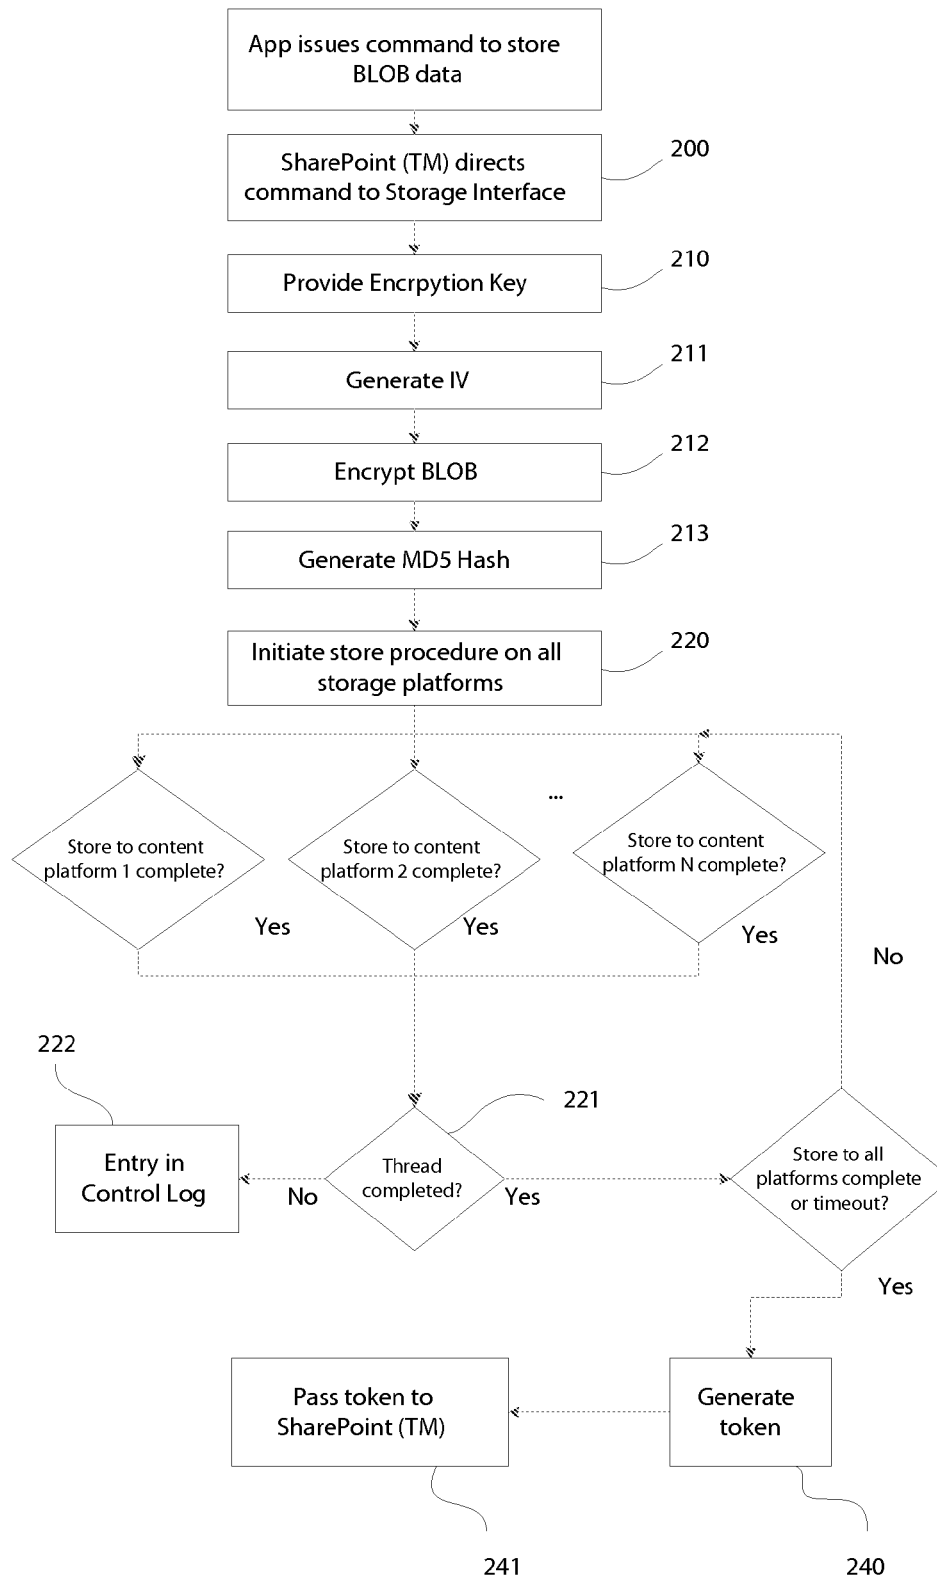 App issues command to store
BLOB data
SharePoint (TM) directs
command to Storage Interface
200
Provide Encrpytion Key
210
Generate IV
211
Encrypt BLOB
212
Generate MD5 Hash
213
Initiate store procedure on all
storage platforms
220
Store to content
platform 1 complete?
Yes
Store to content
platform 2 complete?
Yes
...
Store to content
platform N complete?
Yes
No
222
221
Entry in
Control Log
No
Thread
completed?
Yes
Store to all
platforms complete
or timeout?
Yes
Pass token to
SharePoint (TM)
Generate
token
241
240